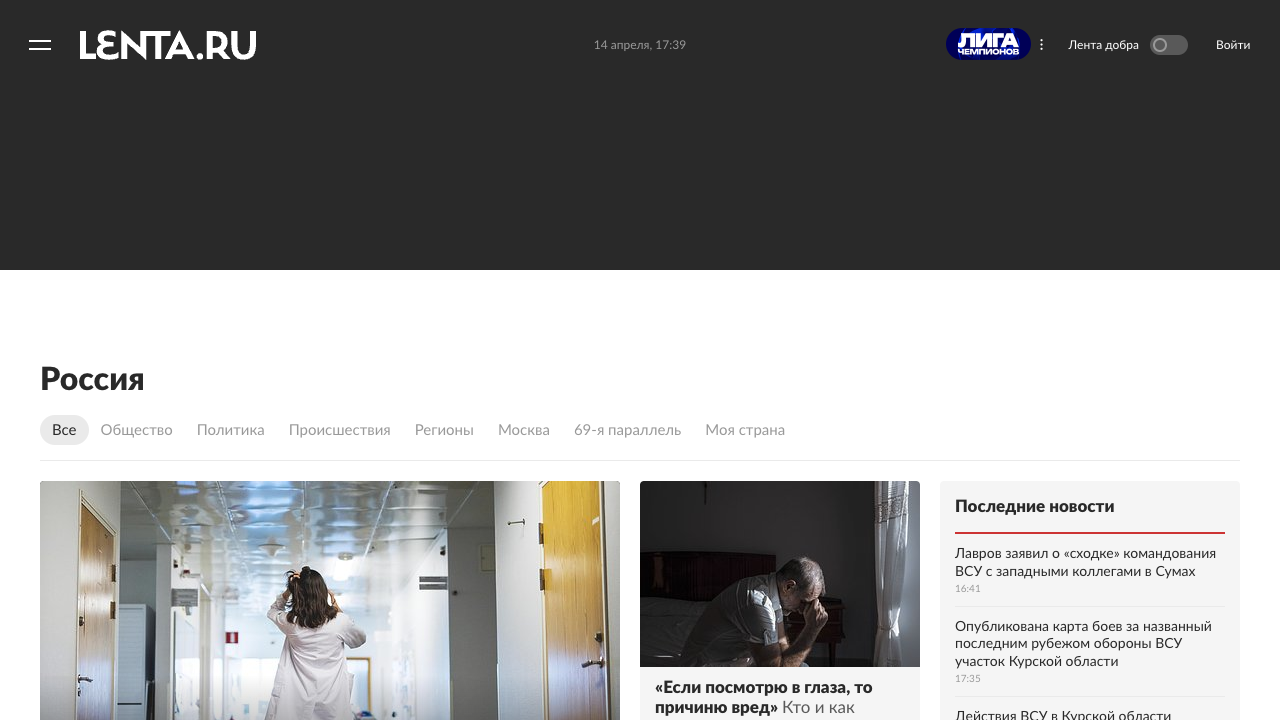 LENTA.RU
14 апреля, 17:39
ЛИГА
ЧЕМПИОНОВ
Лента добра
Войти
Россия
Все
Общество
Политика
Происшествия
Регионы
Москва
69-я параллель
Моя страна
«Если посмотрю в глаза, то
причиню вред» Кто и как
Последние новости
Лавров заявил о «сходке» командования
ВСУ с западными коллегами в Сумах
16:41
Опубликована карта боев за названный
последним рубежом обороны ВСУ
участок Курской области
17:35
Действия ВСУ в Курской области